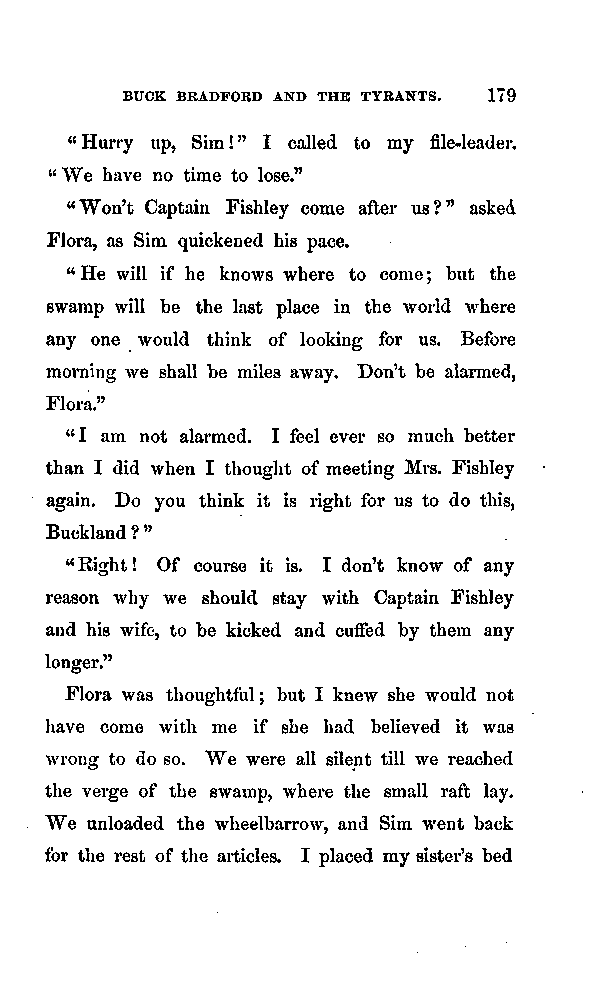 BUCK BRADFORD AND THE TYRANTS. 179
"Hurry up, Sim!" I called to my file-leader.
"We have no time to lose."
"Won't Captain Fishley come after us?" asked
Flora, as Sim quickened his pace.
"He will if he knows where to come; but the
swamp will be the last place in the world where
any one would think of looking for us. Before
morning we shall be miles away. Don't be alarmed,
Flora."
"I am not alarmed. I feel ever so much better
than I did when I thought of meeting Mrs. Fishley
again. Do you think it is right for us to do this,
Buckland?"
"Right! Of course it is. I don't know of any
reason why we should stay with Captain Fishley
and his wife, to be kicked and cuffed by them any
longer."
Flora was thoughtful; but I knew she would not
have come with me if she had believed it was
wrong to do so. We were all silent till we reached
the verge of the swamp, where the small raft lay.
We unloaded the wheelbarrow, and Sim went back
for the rest of the articles. I placed my sister's bed